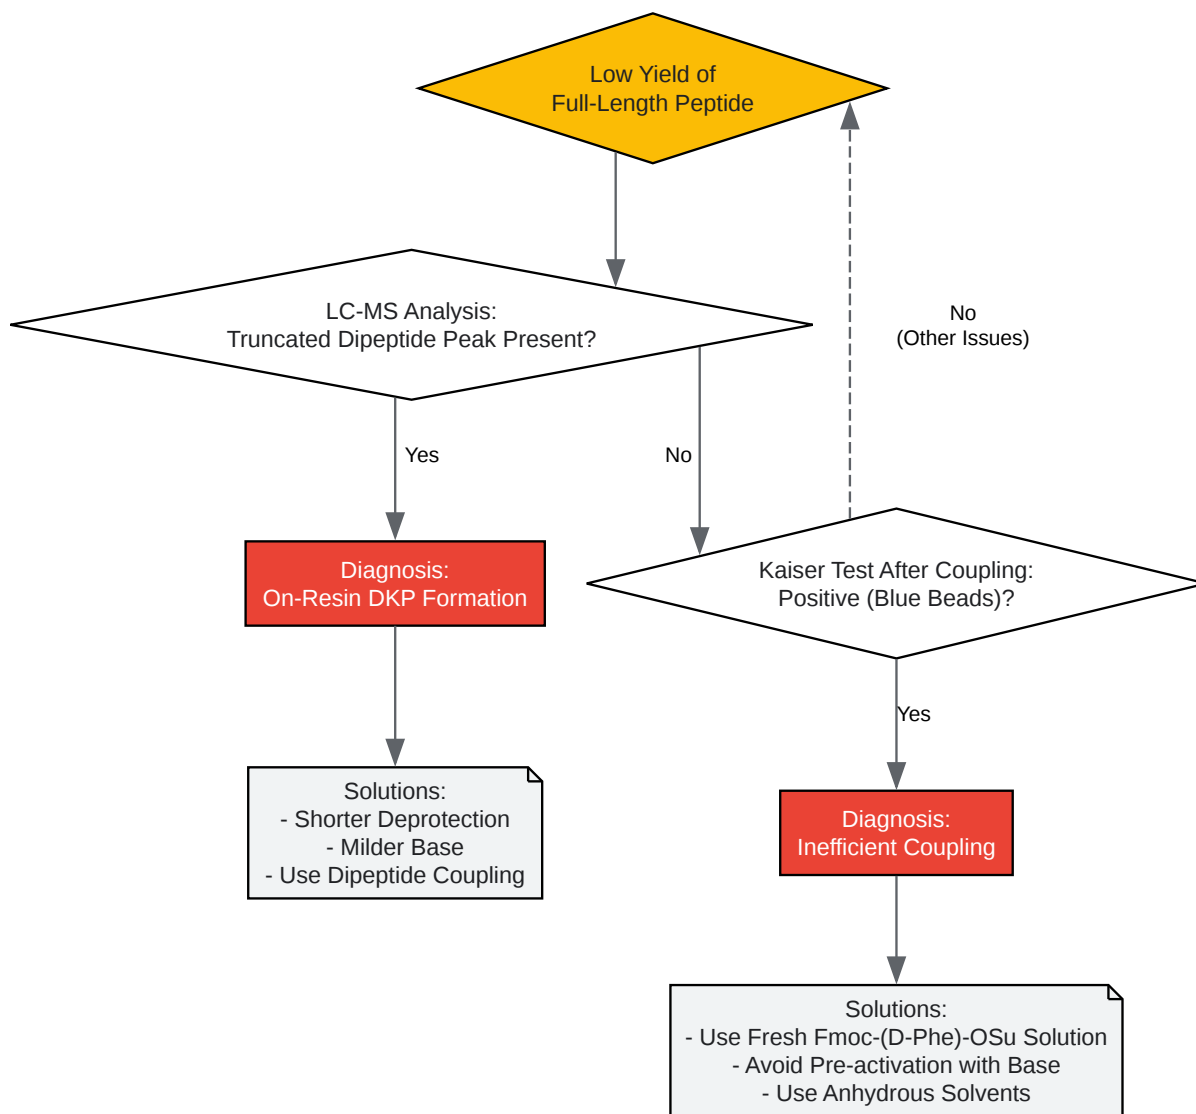 Low Yield of
Full-Length Peptide
LC-MS Analysis:
Truncated Dipeptide Peak Present?
No
(Other Issues)
Yes
No
Diagnosis:
On-Resin DKP Formation
Kaiser Test After Coupling:
Positive (Blue Beads)?
Yes
Solutions:
- Shorter Deprotection
- Milder Base
- Use Dipeptide Coupling
Diagnosis:
Inefficient Coupling
Solutions:
- Use Fresh Fmoc-(D-Phe)-OSu Solution
- Avoid Pre-activation with Base
- Use Anhydrous Solvents